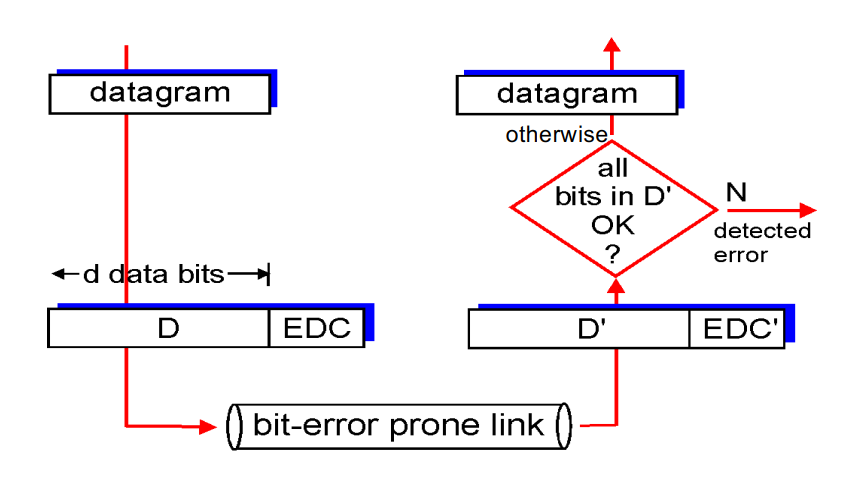 datagram
datagram
otherwise
all
bits in D'
OK
?
N
detected
error
d data bits
D
EDC
D'
EDC'
bit-error prone link